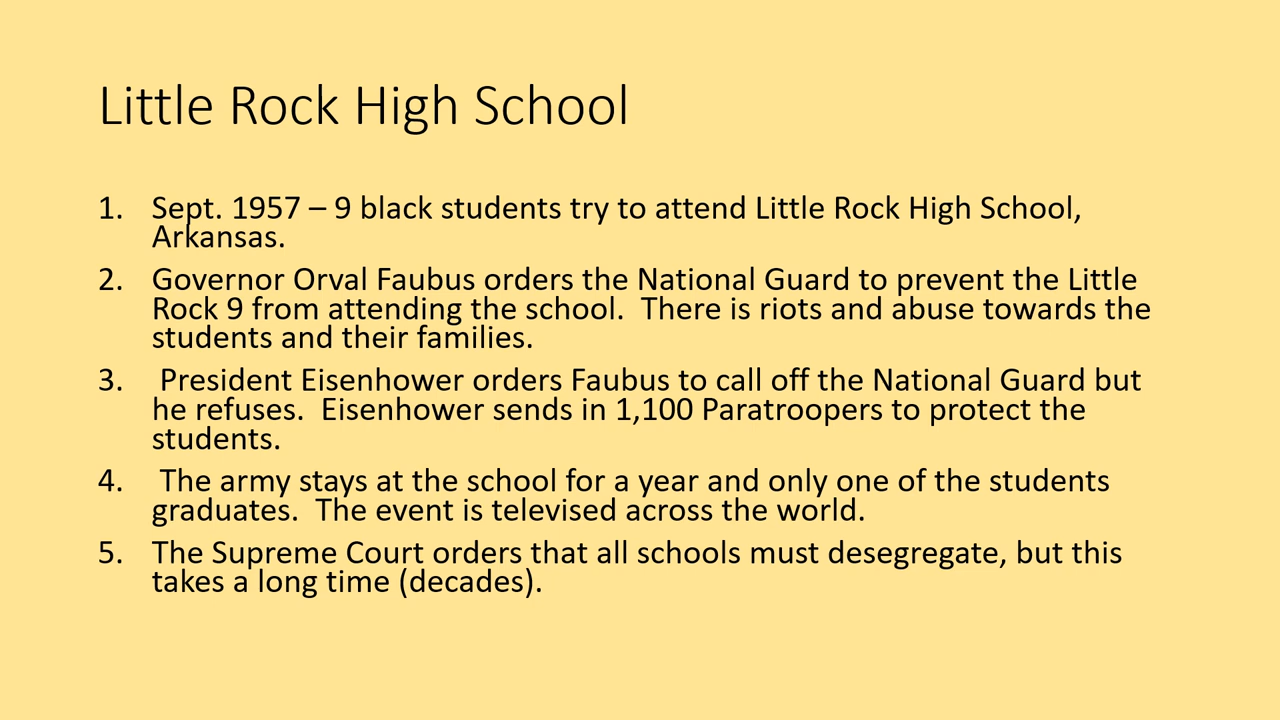 Little Rock High School
1. Sept. 1957 – 9 black students try to attend Little Rock High School,
Arkansas.
2. Governor Orval Faubus orders the National Guard to prevent the Little
Rock 9 from attending the school.  There is riots and abuse towards the
students and their families.
3.  President Eisenhower orders Faubus to call off the National Guard but
he refuses.  Eisenhower sends in 1,100 Paratroopers to protect the
students.
4.  The army stays at the school for a year and only one of the students
graduates.  The event is televised across the world.
5. The Supreme Court orders that all schools must desegregate, but this
takes a long time (decades).